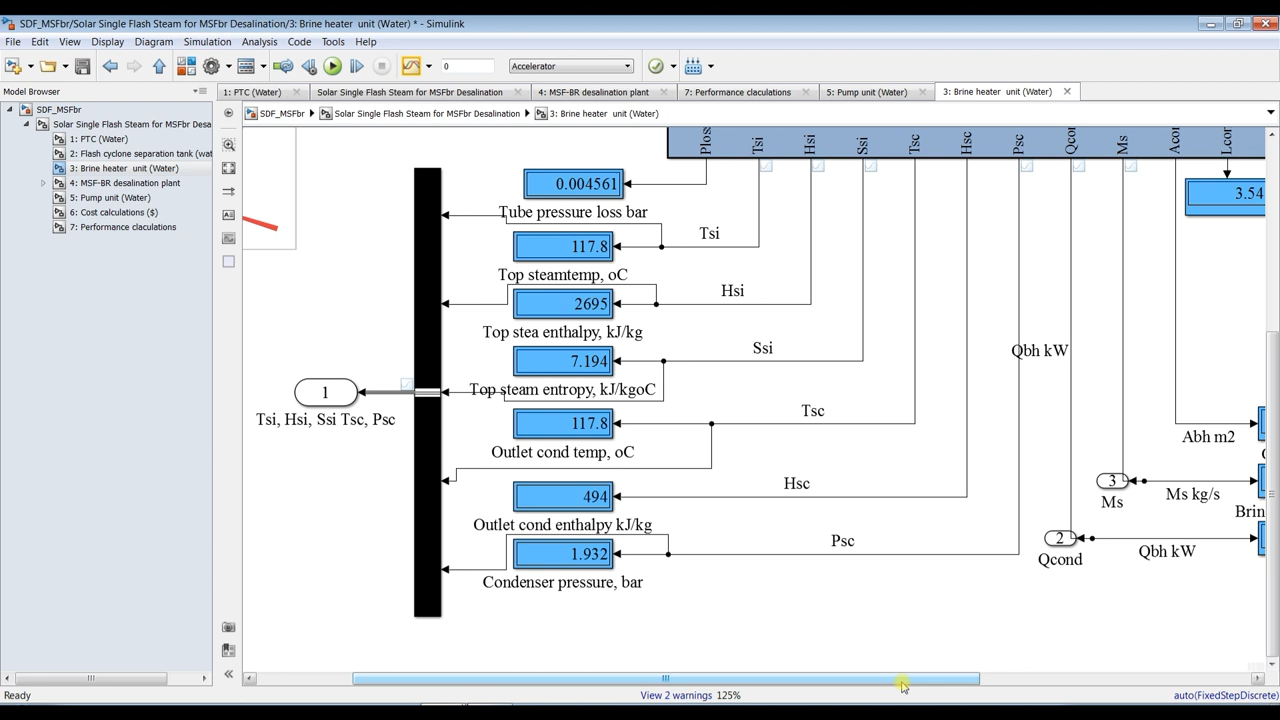 SDF_MSFbr/Solar Single Flash Steam for MSFbr Desalination/3: Brine heater unit (Water) * - Simulink
File Edit View Display Diagram Simulation Analysis Code Tools Help
0 Accelerator
Model Browser
1: PTC (Water) Solar Single Flash Steam for MSFbr Desalination 4: MSF-BR desalination plant 7: Performance claculations 5: Pump unit (Water) 3: Brine heater unit (Water)
SDF_MSFbr Solar Single Flash Steam for MSFbr Desalination 3: Brine heater unit (Water)
SDF_MSFbr
Solar Single Flash Steam for MSFbr Desa
1: PTC (Water)
2: Flash cyclone separation tank (wat
3: Brine heater unit (Water)
4: MSF-BR desalination plant
5: Pump unit (Water)
6: Cost calculations ($)
7: Performance claculations
Plos Tsi Hsi Ssi Tsc Hsc Psc Qcon Ms Acon Lcon
0.004561
Tube pressure loss bar
3.54
Tsi
117.8
Top steamtemp, oC
Hsi
2695
Top stea enthalpy, kJ/kg
Ssi
7.194
Top steam entropy, kJ/kgoC
Qbh kW
1
Tsi, Hsi, Ssi Tsc, Psc
Tsc
117.8
Outlet cond temp, oC
Abh m2
Hsc
494
Outlet cond enthalpy kJ/kg
3
Ms
Ms kg/s
Brin
Psc
1.932
Condenser pressure, bar
2
Qcond
Qbh kW
Ready View 2 warnings 125% auto(FixedStepDiscrete)